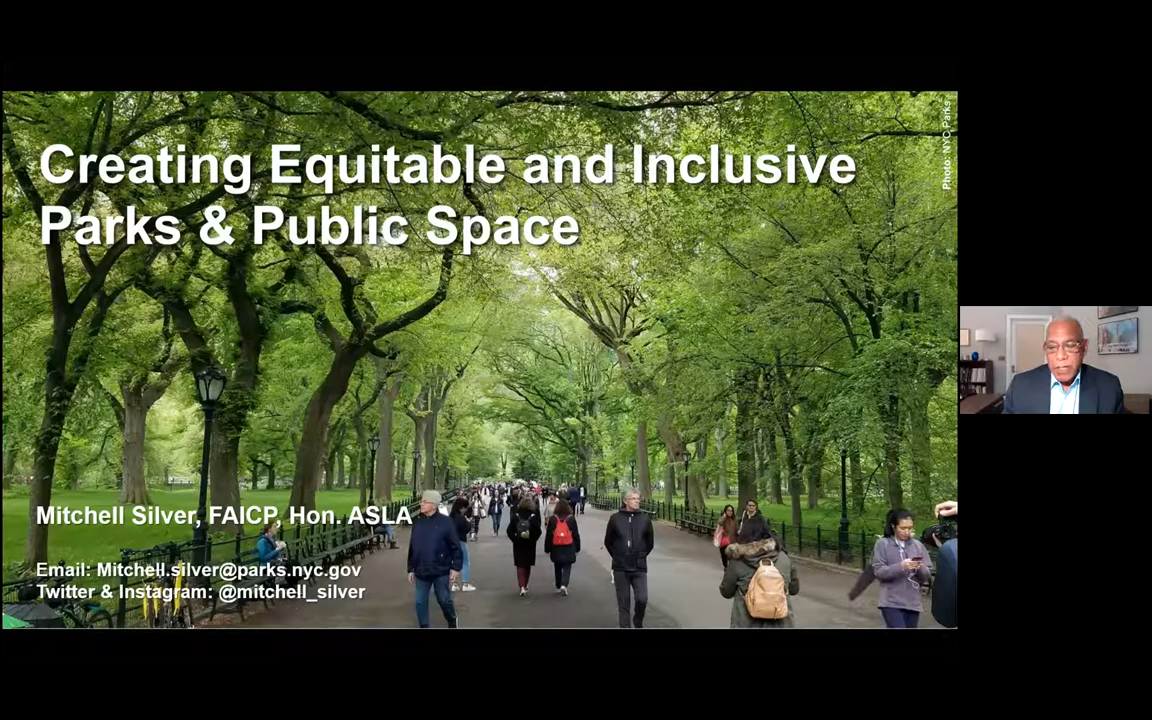 Creating Equitable and Inclusive
Parks & Public Space
Photo: NYC Parks
Mitchell Silver, FAICP, Hon. ASLA
Email: Mitchell.silver@parks.nyc.gov
Twitter & Instagram: @mitchell_silver